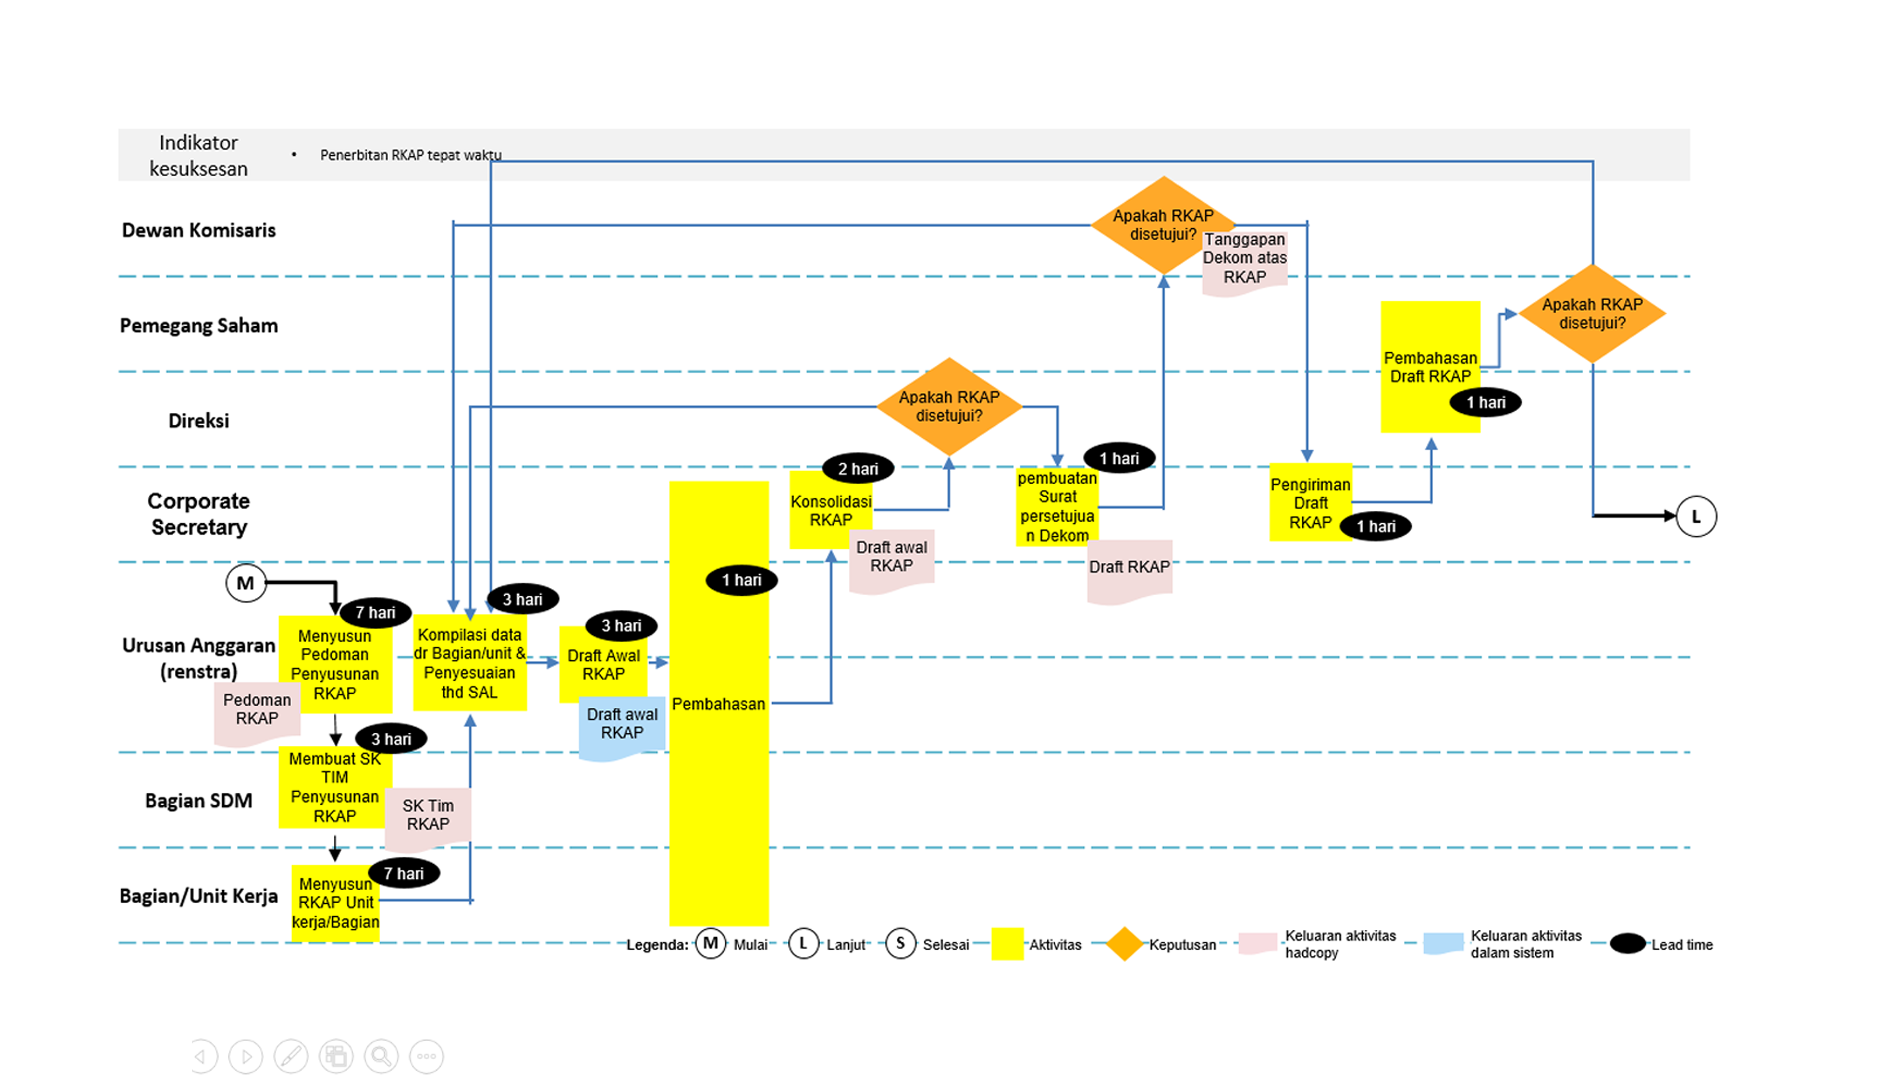 Indikator
kesuksesan
• Penerbitan RKAP tepat waktu
Dewan Komisaris
Apakah RKAP
disetujui?
Tanggapan
Dekom atas
RKAP
Pemegang Saham
Pembahasan
Draft RKAP
1 hari
Apakah RKAP
disetujui?
Direksi
Apakah RKAP
disetujui?
Corporate
Secretary
2 hari
Konsolidasi
RKAP
Draft awal
RKAP
1 hari
pembuatan
Surat
persetujua
n Dekom
Draft RKAP
Pengiriman
Draft
RKAP
1 hari
L
M
Urusan Anggaran
(renstra)
7 hari
Menyusun
Pedoman
Penyusunan
RKAP
Pedoman
RKAP
3 hari
Kompilasi data
dr Bagian/unit &
Penyesuaian
thd SAL
3 hari
Draft Awal
RKAP
Draft awal
RKAP
1 hari
Pembahasan
Bagian SDM
3 hari
Membuat SK
TIM
Penyusunan
RKAP
SK Tim
RKAP
Bagian/Unit Kerja
7 hari
Menyusun
RKAP Unit
kerja/Bagian
Legenda: M Mulai L Lanjut S Selesai Aktivitas Keputusan Keluaran aktivitas
hadcopy
Keluaran aktivitas
dalam sistem
Lead time